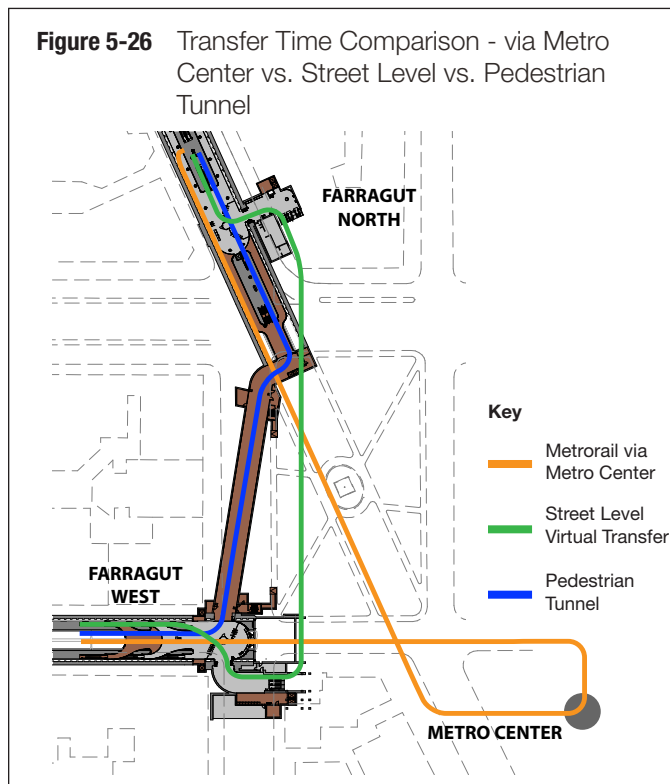 Figure 5-26 Transfer Time Comparison - via Metro
Center vs. Street Level vs. Pedestrian
Tunnel
FARRAGUT
NORTH
Key
Metrorail via
Metro Center
Street Level
Virtual Transfer
Pedestrian
Tunnel
FARRAGUT
WEST
METRO CENTER